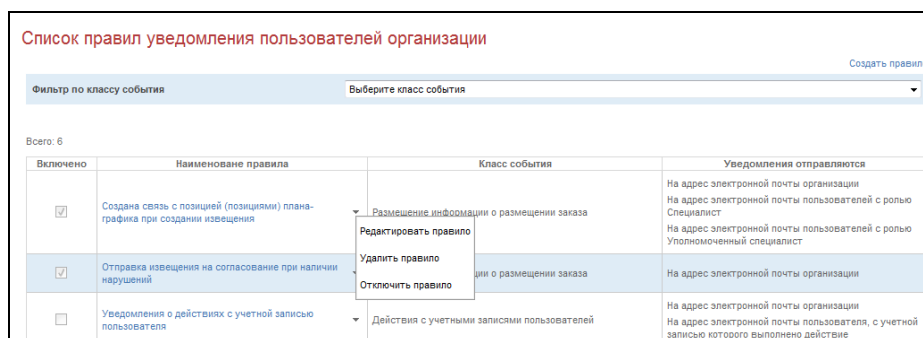 Список правил уведомления пользователей организации
Создать правил
Фильтр по классу события
Выберите класс события
Всего: 6
Включено
Наименоване правила
Класс события
Уведомления отправляются
Создана связь с позицией (позициями) плана-
графика при создании извещения
Размещение информации о размещении заказа
На адрес электронной почты организации
На адрес электронной почты пользователей с ролью
Специалист
На адрес электронной почты пользователей с ролью
Уполномоченный специалист
Редактировать правило
Удалить правило
Отключить правило
Отправка извещения на согласование при наличии
нарушений
ции о размещении заказа
На адрес электронной почты организации
Уведомления о действиях с учетной записью
пользователя
Действия с учетными записями пользователей
На адрес электронной почты организации
На адрес электронной почты пользователя, с учетной
записью которого выполнено действие